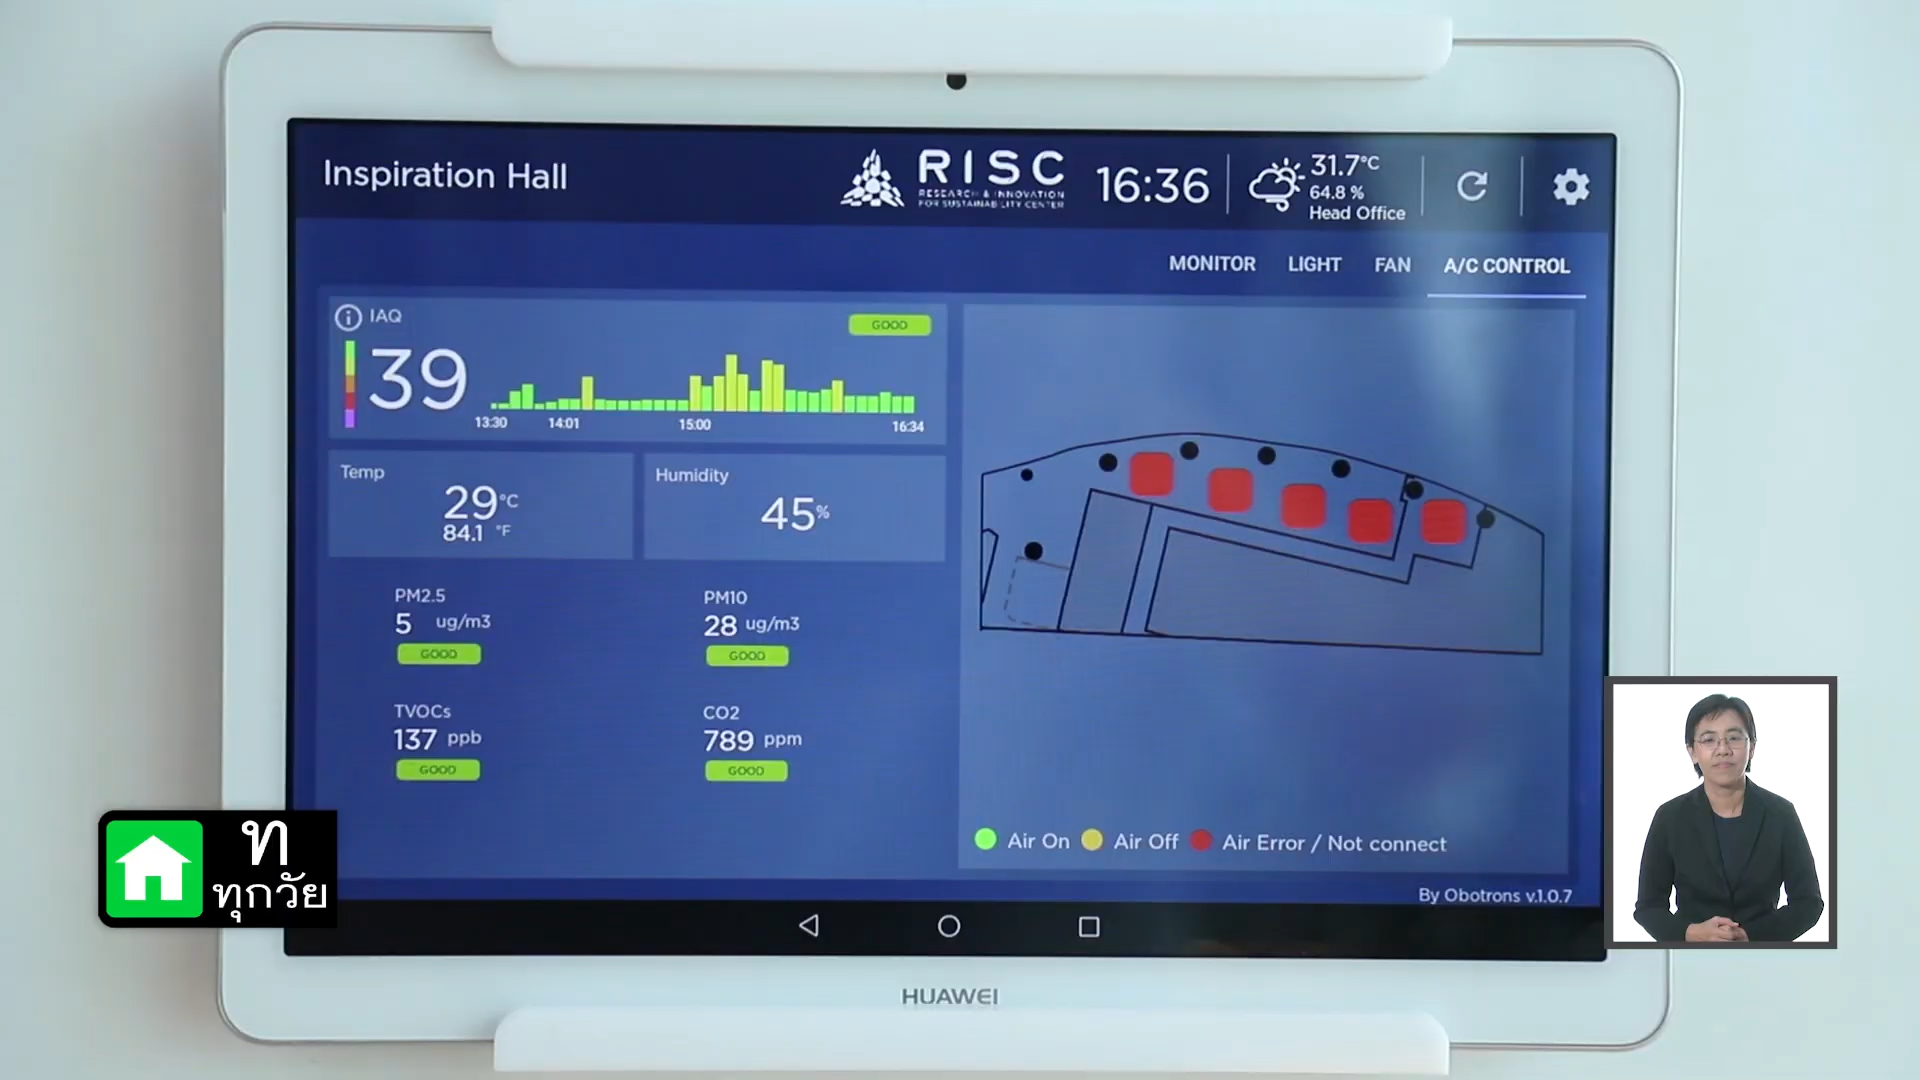 Inspiration Hall
RISC
RESEARCH & INNOVATION
FOR SUSTAINABILITY CENTER
16:36
31.7°C
64.8 %
Head Office
MONITOR
LIGHT
FAN
A/C CONTROL
IAQ
GOOD
39
13:30
14:01
15:00
16:34
Temp
29°C
84.1 °F
Humidity
45%
PM2.5
5 ug/m3
GOOD
PM10
28 ug/m3
GOOD
TVOCs
137 ppb
GOOD
CO2
789 ppm
GOOD
Air On
Air Off
Air Error / Not connect
By Obotrons v.1.0.7
HUAWEI
ท
ทุกวัย